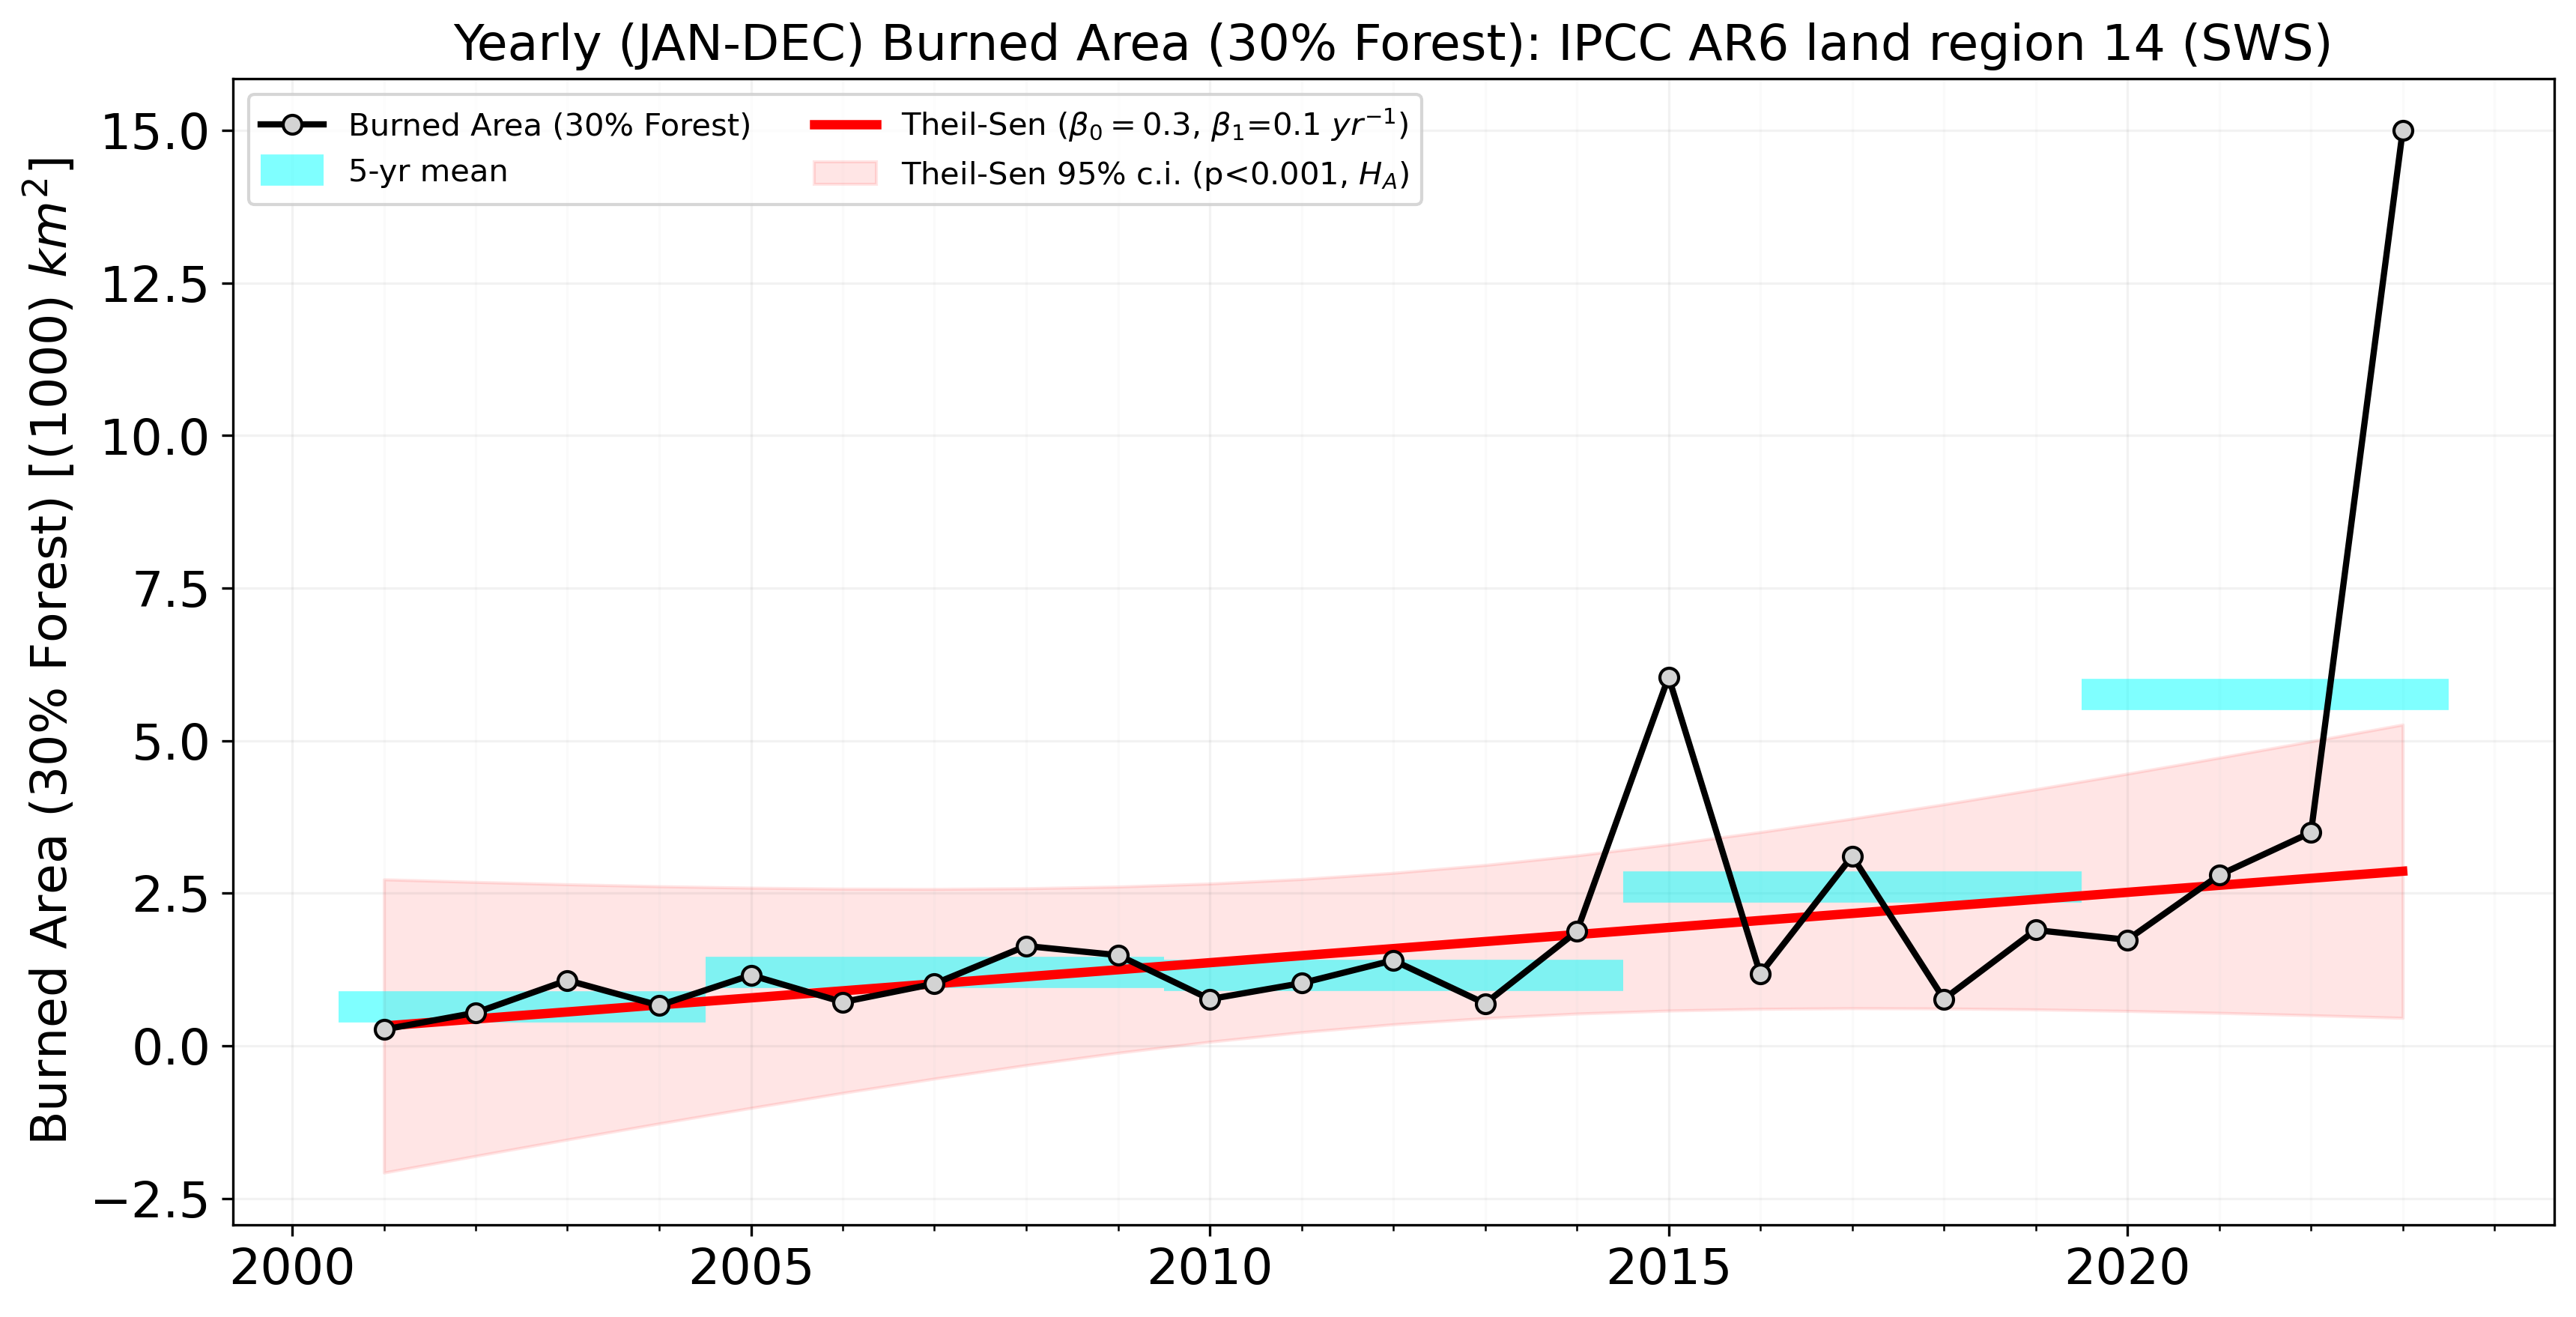 Yearly (JAN-DEC) Burned Area (30% Forest): IPCC AR6 land region 14 (SWS)
Burned Area (30% Forest)
5-yr mean
Theil-Sen (β₀ = 0.3, β₁=0.1 yr⁻¹)
Theil-Sen 95% c.i. (p<0.001, H_A)
Burned Area (30% Forest) [(1000) km²]
15.0
12.5
10.0
7.5
5.0
2.5
0.0
−2.5
2000 2005 2010 2015 2020